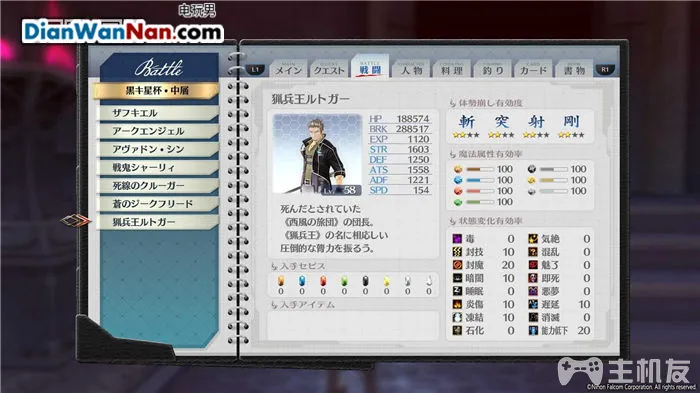 电玩男
DianWanNan.com
Battle
L1
メイン
クエスト
BATTLE
戦闘
人物
料理
釣り
カード
書物
R1
黒キ星杯・中層
ザフキエル
アークエンジェル
アヴァドン・シン
戦鬼シャーリィ
死線のクルーガー
蒼のジークフリード
猟兵王ルトガー
猟兵王ルトガー
HP 188574
BRK 288517
EXP 1120
STR 1603
DEF 1250
ATS 1558
ADF 1221
SPD 154
Lv. 58
死んだとされていた
《西風の旅団》の団長。
《猟兵王》の名に相応しい
圧倒的な膂力を振るう。
入手セピス
0 0 0 0 0 0 0 0
入手アイテム
体勢崩し有効度
斬 突 射 剛
魔法属性有効率
100 100
100 100
100 100
100
状態変化有効率
毒 0 気絶 0
封技 10 混乱 0
封魔 20 魅了 0
暗闇 10 即死 0
睡眠 0 悪夢 0
炎傷 10 遅延 10
凍結 10 消滅 0
石化 0 能力低下 20
主机友
©Nihon Falcom Corporation. All rights reserved.